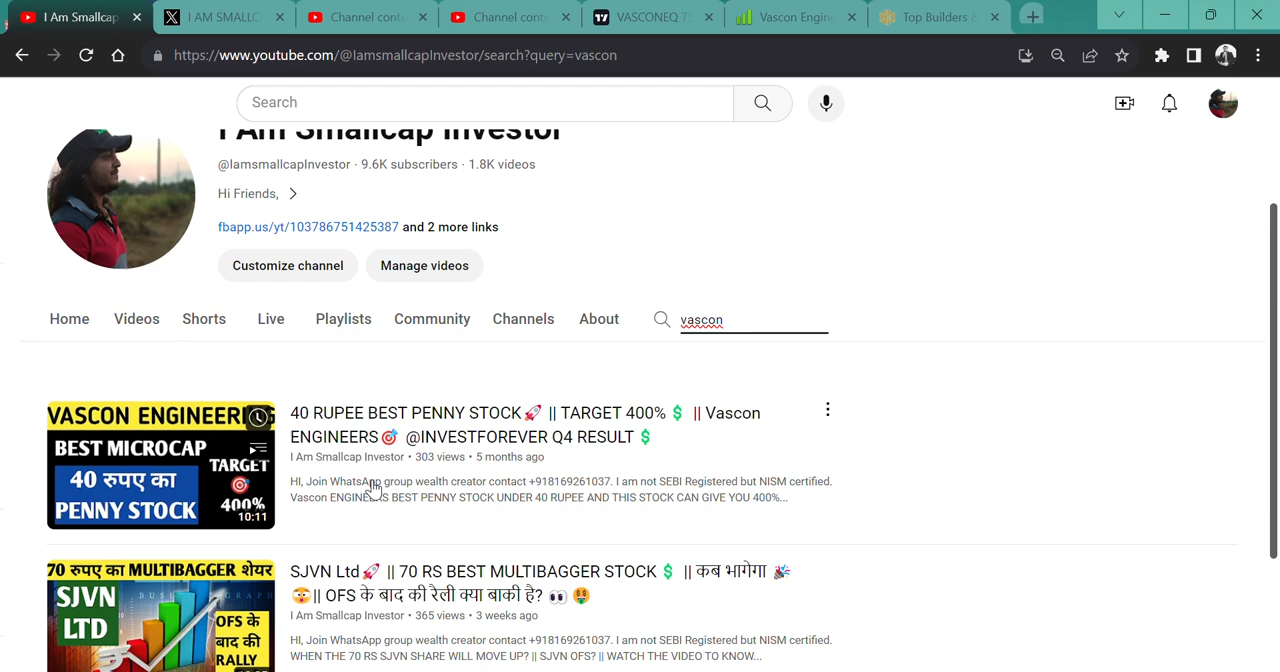 I Am Smallcap
I AM SMALLC
Channel cont
Channel cont
VASCONEQ 7
Vascon Engin
Top Builders &
https://www.youtube.com/@IamsmallcapInvestor/search?query=vascon
Search
I Am Smallcap Investor
@IamsmallcapInvestor · 9.6K subscribers · 1.8K videos
Hi Friends,
fbapp.us/yt/103786751425387 and 2 more links
Customize channel
Manage videos
Home
Videos
Shorts
Live
Playlists
Community
Channels
About
vascon
VASCON ENGINEERING
BEST MICROCAP
40 रुपए का
PENNY STOCK
TARGET
400%
10:11
40 RUPEE BEST PENNY STOCK🚀 || TARGET 400%💲 || Vascon
ENGINEERS🎯 @INVESTFOREVER Q4 RESULT💲
I Am Smallcap Investor • 303 views • 5 months ago
HI, Join WhatsApp group wealth creator contact +918169261037. I am not SEBI Registered but NISM certified.
Vascon ENGINEERS BEST PENNY STOCK UNDER 40 RUPEE AND THIS STOCK CAN GIVE YOU 400%...
70 रुपए का MULTIBAGGER शेयर
SJVN
LTD
OFS के
बाद की
RALLY
SJVN Ltd🚀 || 70 RS BEST MULTIBAGGER STOCK💲 || कब भागेगा 🎉
🤯|| OFS के बाद की रैली क्या बाकी है? 👀🤑
I Am Smallcap Investor • 365 views • 3 weeks ago
HI, Join WhatsApp group wealth creator contact +918169261037. I am not SEBI Registered but NISM certified.
WHEN THE 70 RS SJVN SHARE WILL MOVE UP? || SJVN OFS? || WATCH THE VIDEO TO KNOW...